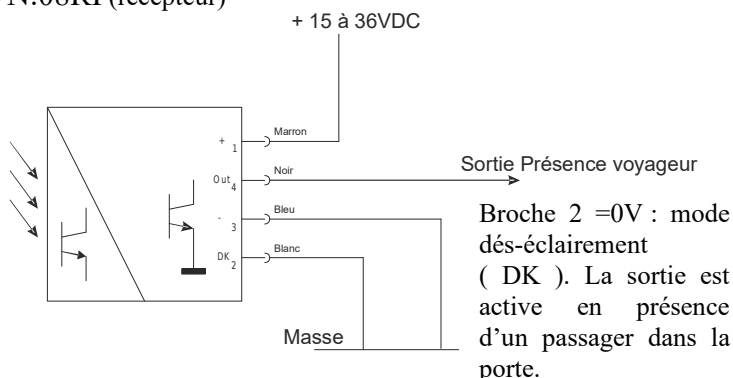 N:08RI (récepteur)
+ 15 à 36VDC
+ 1 Marron
Out 4 Noir
Sortie Présence voyageur
- 3 Bleu
DK 2 Blanc
Masse
Broche 2 =0V : mode
dés-éclairement
( DK ). La sortie est
active en présence
d’un passager dans la
porte.